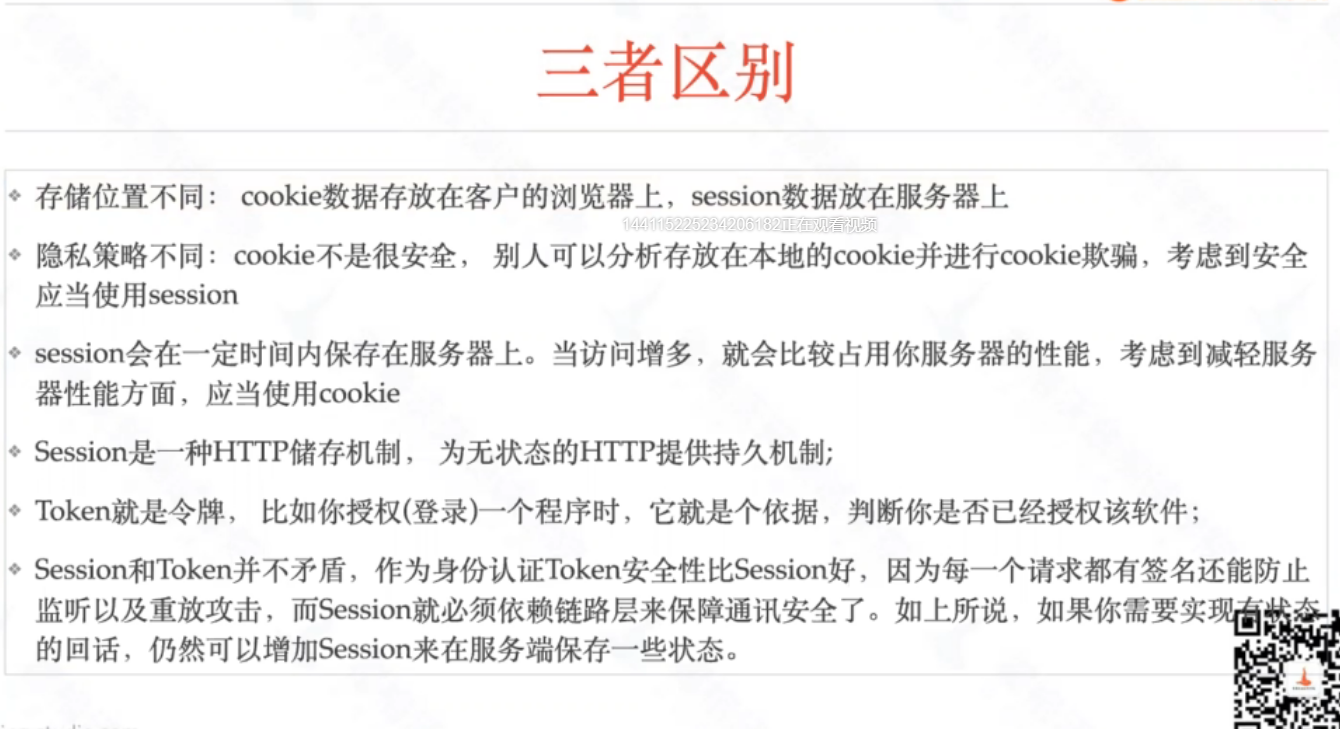 三者区别
存储位置不同： cookie数据存放在客户的浏览器上，session数据放在服务器上
144115225234206182正在观看视频
隐私策略不同：cookie不是很安全， 别人可以分析存放在本地的cookie并进行cookie欺骗，考虑到安全
应当使用session
session会在一定时间内保存在服务器上。当访问增多，就会比较占用你服务器的性能，考虑到减轻服务
器性能方面，应当使用cookie
Session是一种HTTP储存机制， 为无状态的HTTP提供持久机制;
Token就是令牌， 比如你授权(登录)一个程序时，它就是个依据，判断你是否已经授权该软件；
Session和Token并不矛盾，作为身份认证Token安全性比Session好，因为每一个请求都有签名还能防止
监听以及重放攻击，而Session就必须依赖链路层来保障通讯安全了。如上所说，如果你需要实现有状态
的回话，仍然可以增加Session来在服务端保存一些状态。